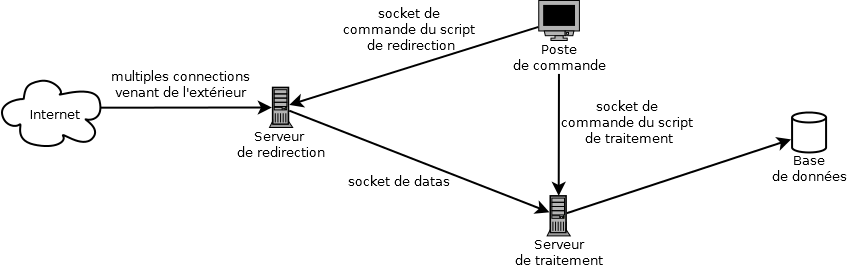 socket de
commande du script
de redirection
Poste
de commande
multiples connections
venant de l'extérieur
Internet
socket de
commande du script
de traitement
Serveur
de redirection
Base
de données
socket de datas
Serveur
de traitement